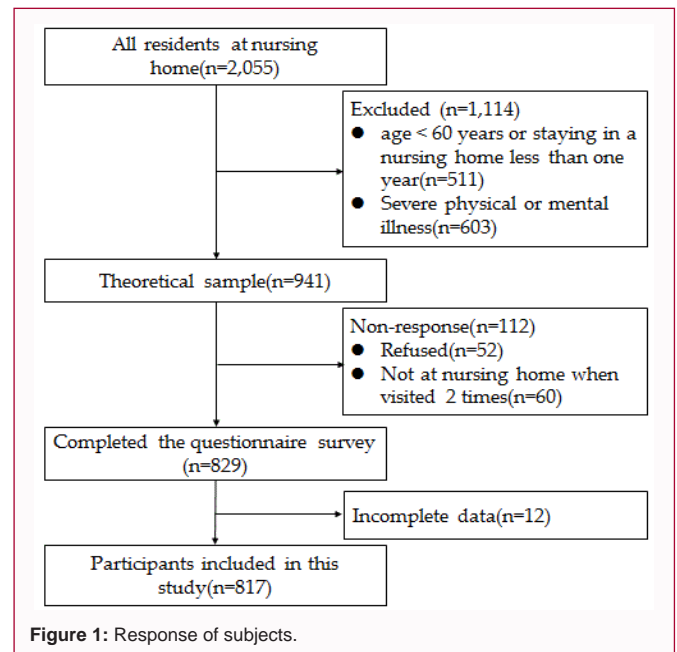 All residents at nursing
home(n=2,055)
Excluded (n=1,114)
● age < 60 years or staying in a
nursing home less than one
year(n=511)
● Severe physical or mental
illness(n=603)
Theoretical sample(n=941)
Non-response(n=112)
● Refused(n=52)
● Not at nursing home when
visited 2 times(n=60)
Completed the questionnaire survey
(n=829)
Incomplete data(n=12)
Participants included in this
study(n=817)
Figure 1: Response of subjects.